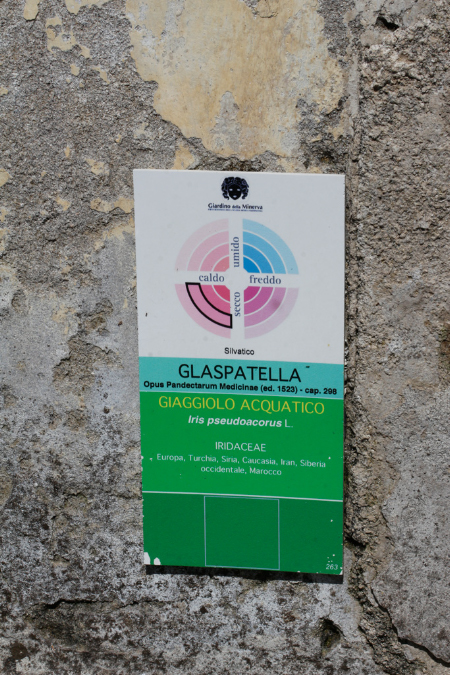 Giardino della Minerva
umido
caldo
freddo
secco
Silvatico
GLASPATELLA
Opus Pandectarum Medicinae (ed. 1523) - cap. 298
GIAGGIOLO ACQUATICO
Iris pseudoacorus L.
IRIDACEAE
Europa, Turchia, Siria, Caucasia, Iran, Siberia
occidentale, Marocco
263